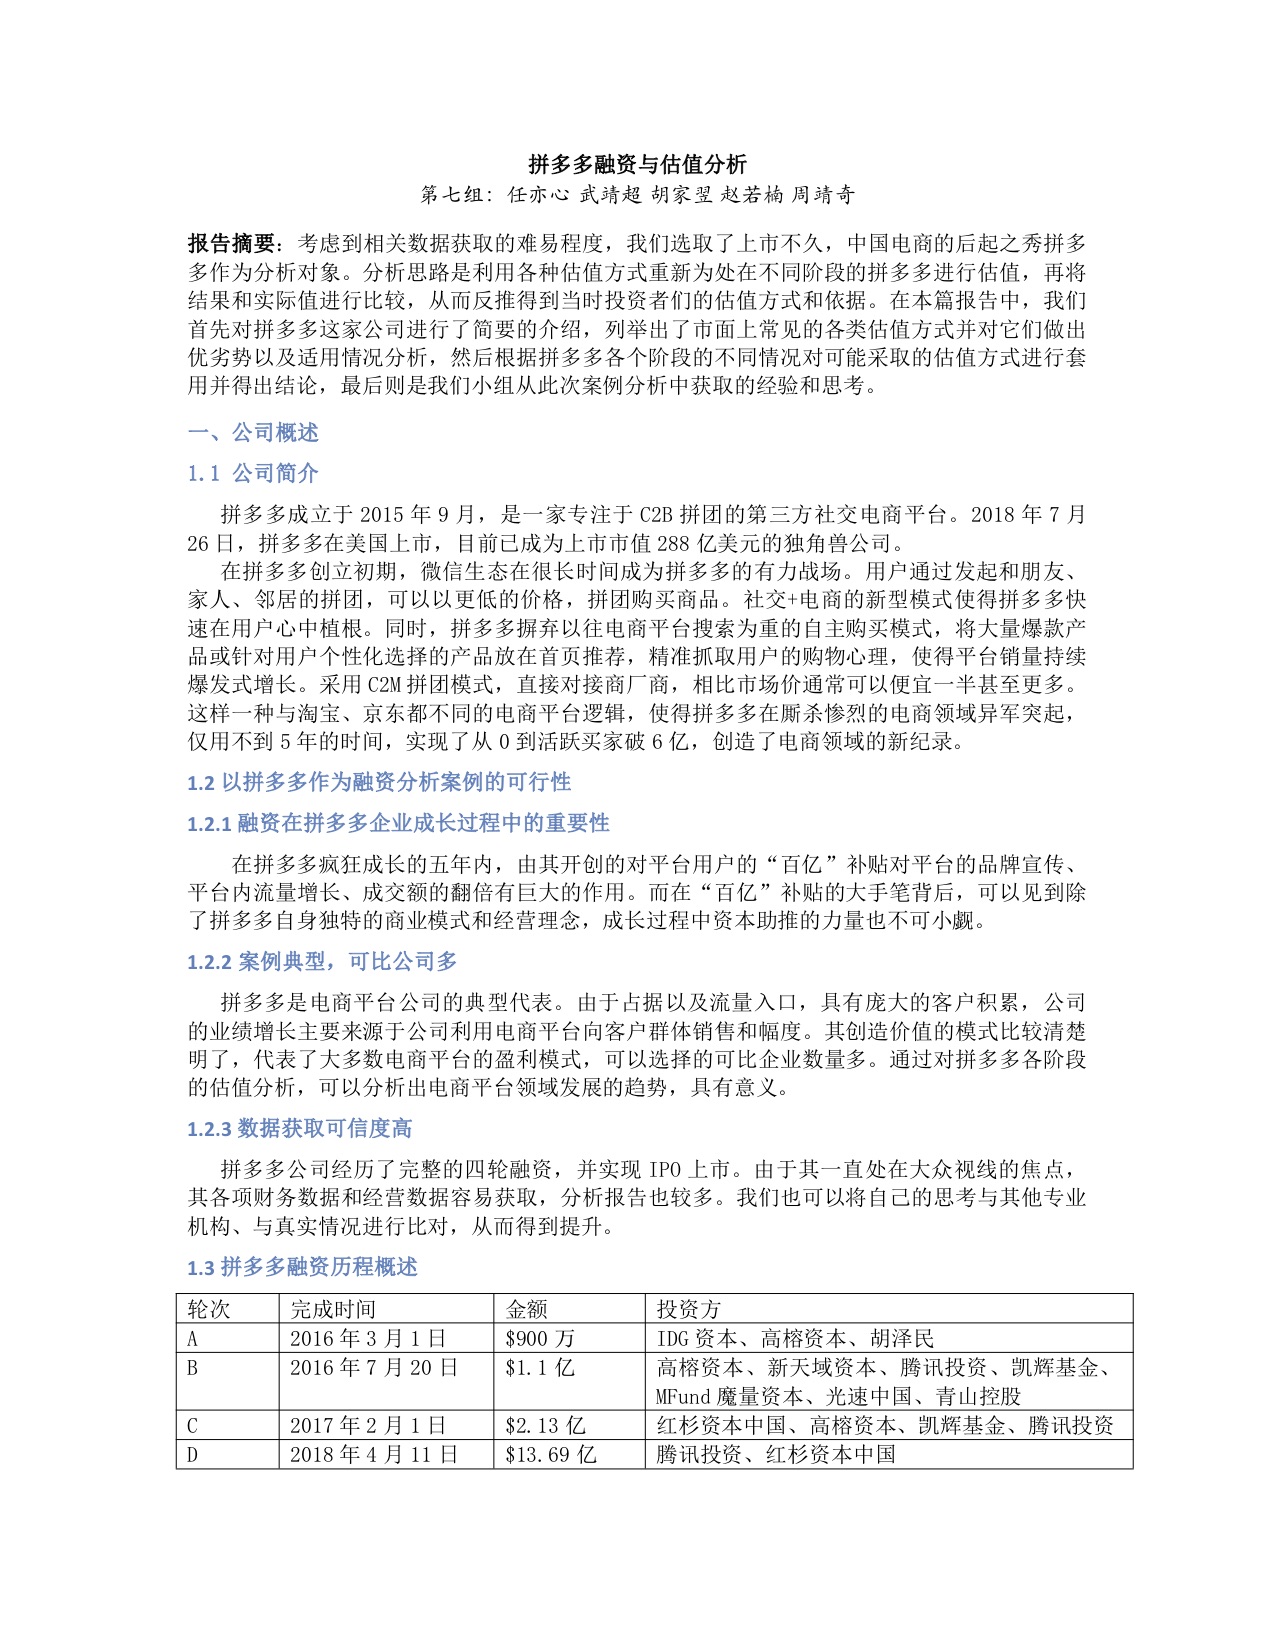 拼多多融资与估值分析
第七组：任亦心 武靖超 胡家翌 赵若楠 周靖奇
报告摘要：考虑到相关数据获取的难易程度，我们选取了上市不久，中国电商的后起之秀拼多
多作为分析对象。分析思路是利用各种估值方式重新为处在不同阶段的拼多多进行估值，再将
结果和实际值进行比较，从而反推得到当时投资者们的估值方式和依据。在本篇报告中，我们
首先对拼多多这家公司进行了简要的介绍，列举出了市面上常见的各类估值方式并对它们做出
优劣势以及适用情况分析，然后根据拼多多各个阶段的不同情况对可能采取的估值方式进行套
用并得出结论，最后则是我们小组从此次案例分析中获取的经验和思考。
一、公司概述
1.1 公司简介
拼多多成立于 2015 年 9 月，是一家专注于 C2B 拼团的第三方社交电商平台。2018 年 7 月
26 日，拼多多在美国上市，目前已成为上市市值 288 亿美元的独角兽公司。
在拼多多创立初期，微信生态在很长时间成为拼多多的有力战场。用户通过发起和朋友、
家人、邻居的拼团，可以以更低的价格，拼团购买商品。社交+电商的新型模式使得拼多多快
速在用户心中植根。同时，拼多多摒弃以往电商平台搜索为重的自主购买模式，将大量爆款产
品或针对用户个性化选择的产品放在首页推荐，精准抓取用户的购物心理，使得平台销量持续
爆发式增长。采用 C2M 拼团模式，直接对接商厂商，相比市场价通常可以便宜一半甚至更多。
这样一种与淘宝、京东都不同的电商平台逻辑，使得拼多多在厮杀惨烈的电商领域异军突起，
仅用不到 5 年的时间，实现了从 0 到活跃买家破 6 亿，创造了电商领域的新纪录。
1.2 以拼多多作为融资分析案例的可行性
1.2.1 融资在拼多多企业成长过程中的重要性
在拼多多疯狂成长的五年内，由其开创的对平台用户的“百亿”补贴对平台的品牌宣传、
平台内流量增长、成交额的翻倍有巨大的作用。而在“百亿”补贴的大手笔背后，可以见到除
了拼多多自身独特的商业模式和经营理念，成长过程中资本助推的力量也不可小觑。
1.2.2 案例典型，可比公司多
拼多多是电商平台公司的典型代表。由于占据以及流量入口，具有庞大的客户积累，公司
的业绩增长主要来源于公司利用电商平台向客户群体销售和幅度。其创造价值的模式比较清楚
明了，代表了大多数电商平台的盈利模式，可以选择的可比企业数量多。通过对拼多多各阶段
的估值分析，可以分析出电商平台领域发展的趋势，具有意义。
1.2.3 数据获取可信度高
拼多多公司经历了完整的四轮融资，并实现 IPO 上市。由于其一直处在大众视线的焦点，
其各项财务数据和经营数据容易获取，分析报告也较多。我们也可以将自己的思考与其他专业
机构、与真实情况进行比对，从而得到提升。
1.3 拼多多融资历程概述
轮次 完成时间 金额 投资方
A 2016 年 3 月 1 日 $900 万 IDG 资本、高榕资本、胡泽民
B 2016 年 7 月 20 日 $1.1 亿 高榕资本、新天域资本、腾讯投资、凯辉基金、
MFund 魔量资本、光速中国、青山控股
C 2017 年 2 月 1 日 $2.13 亿 红杉资本中国、高榕资本、凯辉基金、腾讯投资
D 2018 年 4 月 11 日 $13.69 亿 腾讯投资、红杉资本中国